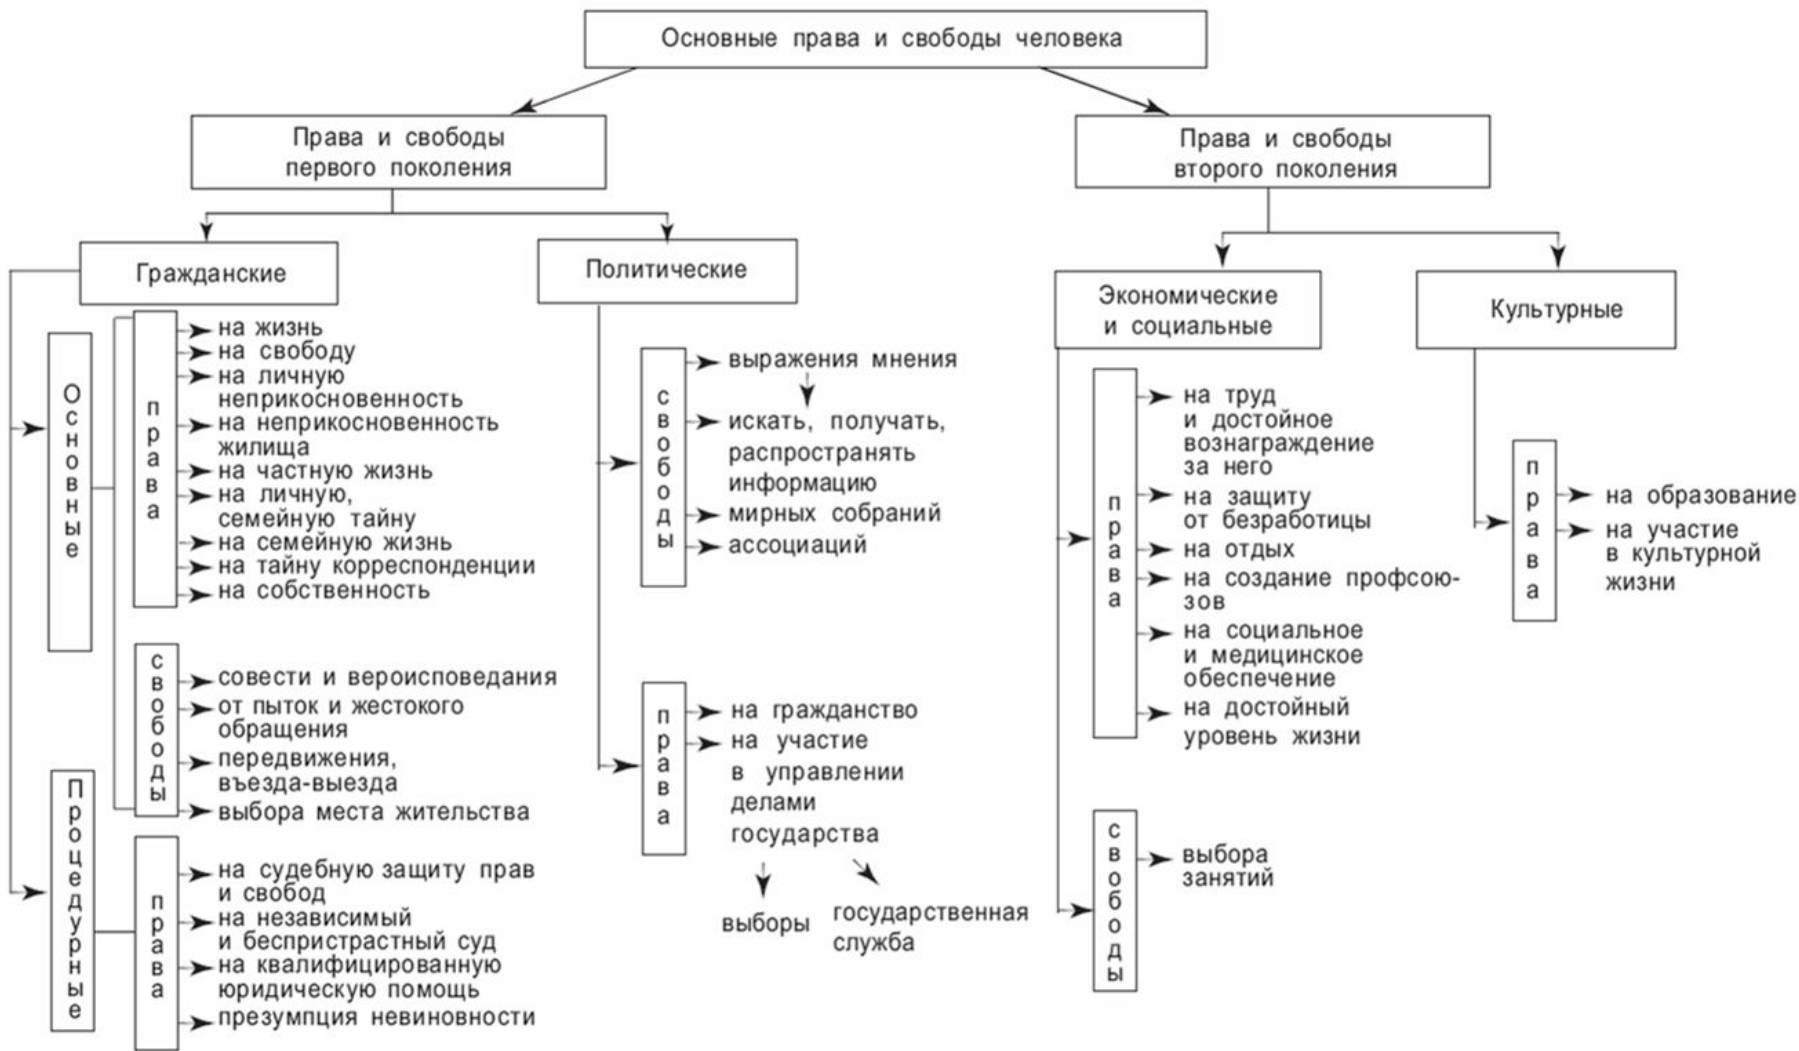 Основные права и свободы человека
Права и свободы
первого поколения
Права и свободы
второго поколения
Гражданские
Политические
Экономические
и социальные
Культурные
Основные
права
на жизнь
на свободу
на личную
неприкосновенность
на неприкосновенность
жилища
на частную жизнь
на личную,
семейную тайну
на семейную жизнь
на тайну корреспонденции
на собственность
свободы
совести и вероисповедания
от пыток и жестокого
обращения
передвижения,
въезда-выезда
выбора места жительства
Процедурные
права
на судебную защиту прав
и свобод
на независимый
и беспристрастный суд
на квалифицированную
юридическую помощь
презумпция невиновности
свободы
выражения мнения
искать, получать,
распространять
информацию
мирных собраний
ассоциаций
права
на гражданство
на участие
в управлении
делами
государства
выборы
государственная
служба
права
на труд
и достойное
вознаграждение
за него
на защиту
от безработицы
на отдых
на создание профсою-
зов
на социальное
и медицинское
обеспечение
на достойный
уровень жизни
свободы
выбора
занятий
права
на образование
на участие
в культурной
жизни